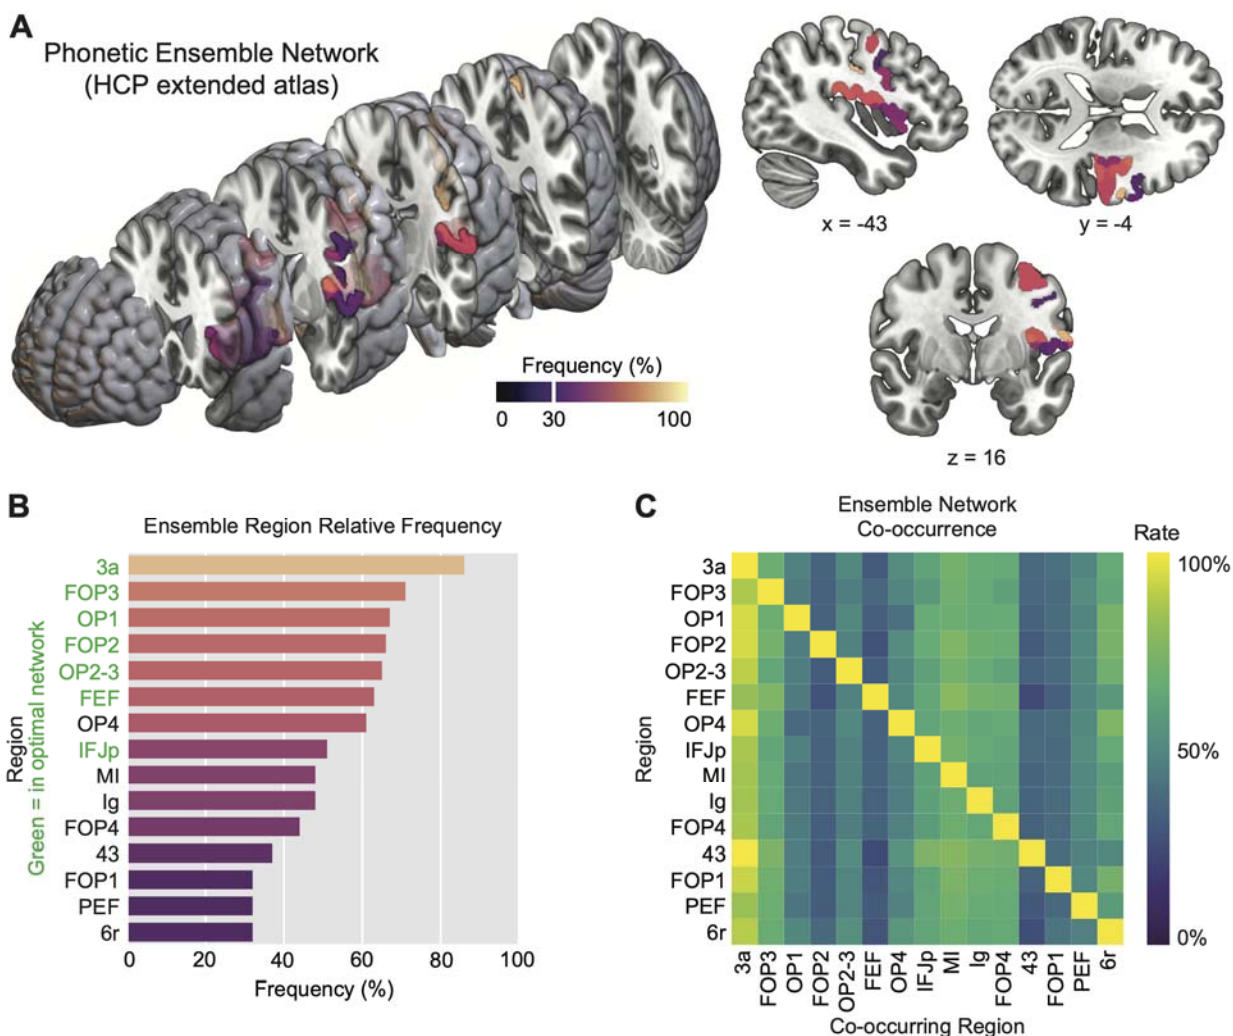 A
Phonetic Ensemble Network
(HCP extended atlas)
x = -43
y = -4
z = 16
Frequency (%)
0 30 100
B
Ensemble Region Relative Frequency
Region
Green = in optimal network
3a
FOP3
OP1
FOP2
OP2-3
FEF
OP4
IFJp
MI
Ig
FOP4
43
FOP1
PEF
6r
0 20 40 60 80 100
Frequency (%)
C
Ensemble Network
Co-occurrence
Rate
100%
50%
0%
Region
3a
FOP3
OP1
FOP2
OP2-3
FEF
OP4
IFJp
MI
Ig
FOP4
43
FOP1
PEF
6r
3a FOP3 OP1 FOP2 OP2-3 FEF OP4 IFJp MI Ig FOP4 43 FOP1 PEF 6r
Co-occurring Region